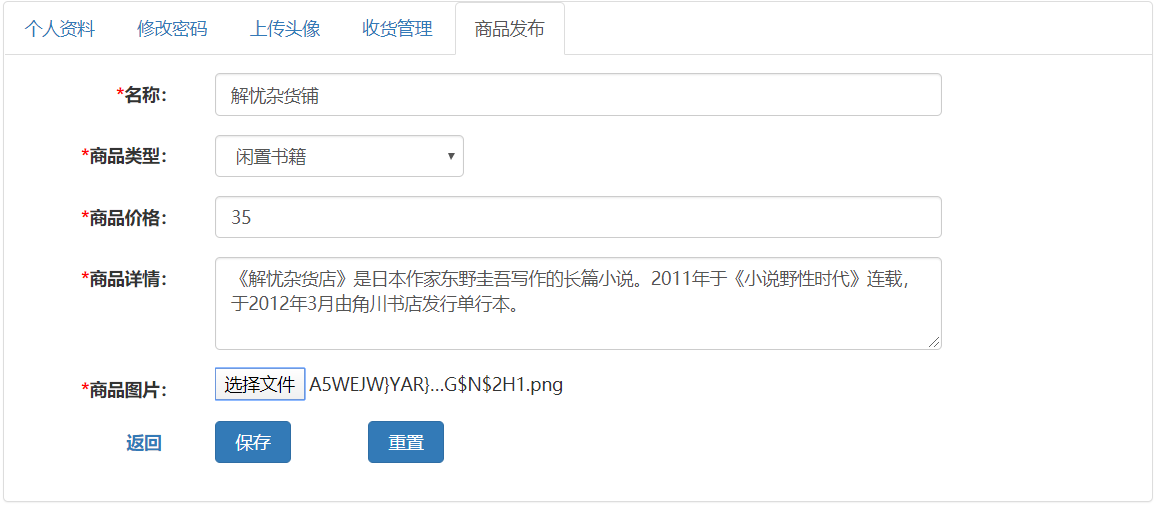 个人资料 修改密码 上传头像 收货管理 商品发布
*名称： 解忧杂货铺
*商品类型： 闲置书籍
*商品价格： 35
*商品详情： 《解忧杂货店》是日本作家东野圭吾写作的长篇小说。2011年于《小说野性时代》连载，
于2012年3月由角川书店发行单行本。
*商品图片： 选择文件 A5WEJW}YAR}...G$N$2H1.png
返回 保存 重置